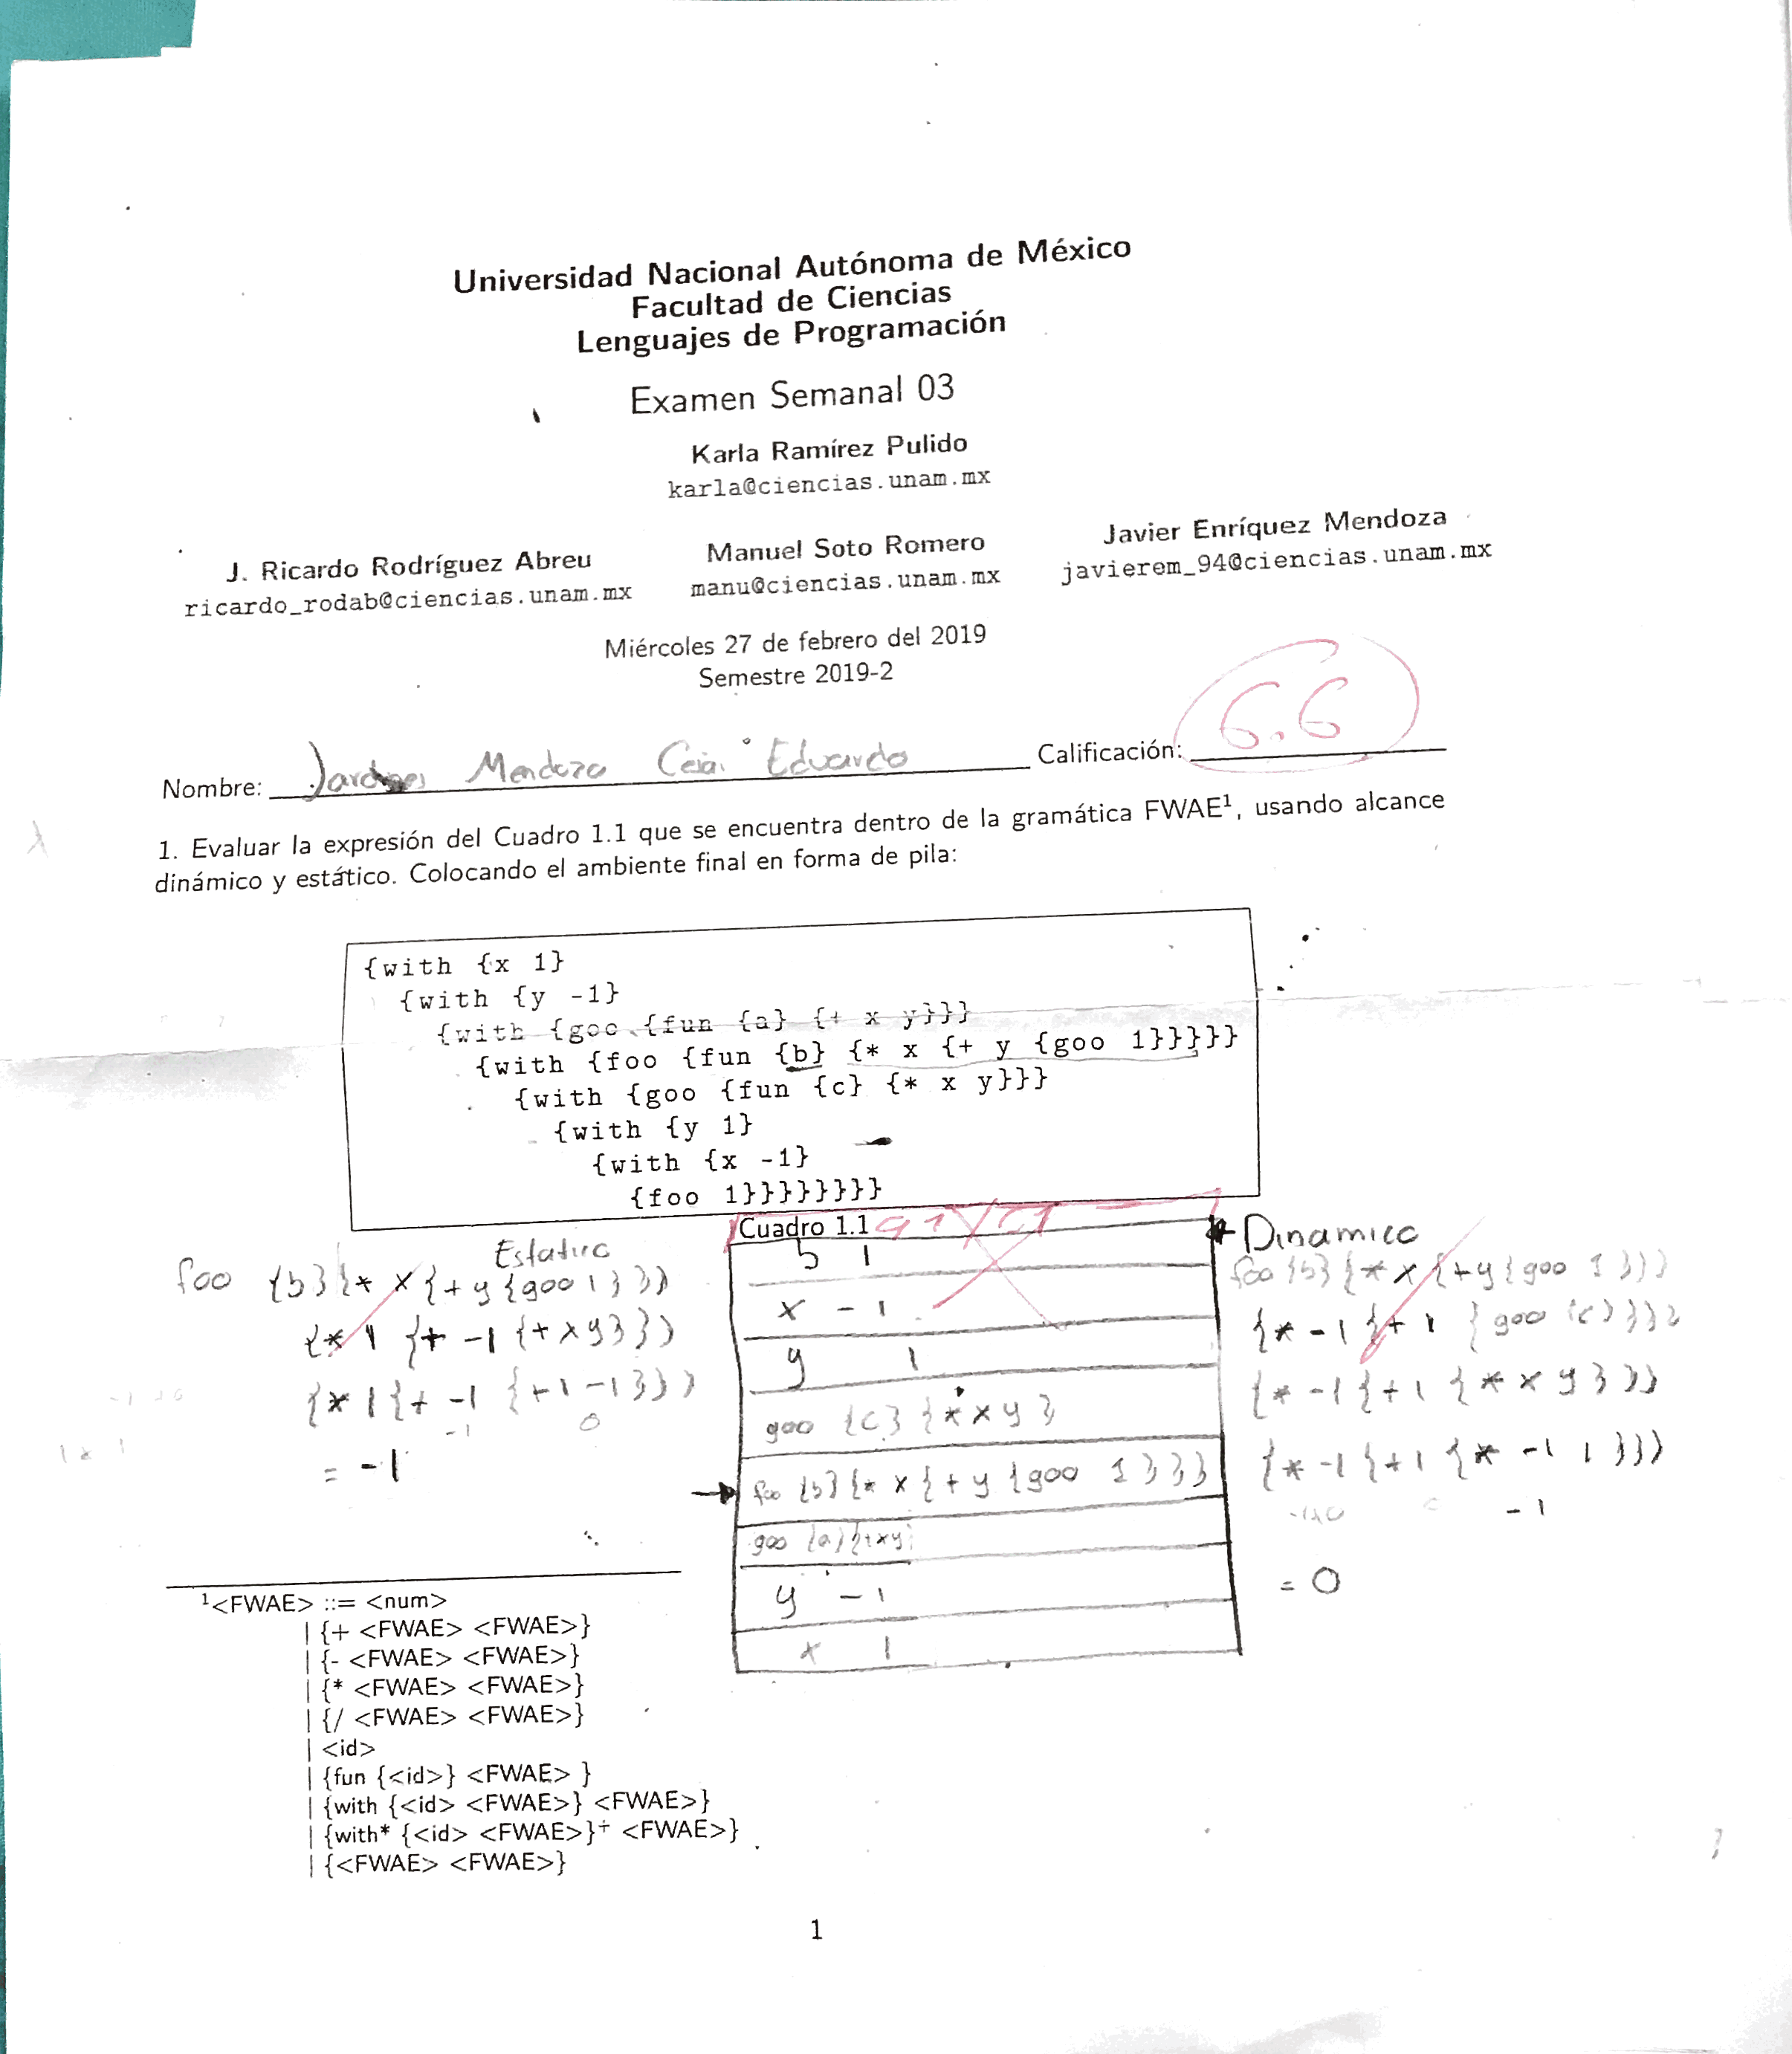 Universidad Nacional Autónoma de México
Facultad de Ciencias
Lenguajes de Programación
Examen Semanal 03
Karla Ramírez Pulido
karla@ciencias.unam.mx
J. Ricardo Rodríguez Abreu
ricardo_rodab@ciencias.unam.mx
Manuel Soto Romero
manu@ciencias.unam.mx
Javier Enríquez Mendoza
javierem_94@ciencias.unam.mx
Miércoles 27 de febrero del 2019
Semestre 2019-2
Nombre: Mendoza Eduardo Calificación: 6.6
1. Evaluar la expresión del Cuadro 1.1 que se encuentra dentro de la gramática FWAE¹, usando alcance
dinámico y estático. Colocando el ambiente final en forma de pila:
{with {x 1}
{with {y -1}
{with {goo {fun {a} {+ x y}}}
{with {foo {fun {b} {* x {+ y {goo 1}}}}}
{with {goo {fun {c} {* x y}}}
{with {y 1}
{with {x -1}
{foo 1}}}}}}}}
Cuadro 1.1
Estatico
foo {b}{* x {+ y {goo 1}}}
{* 1 {+ -1 {+ x y}}}
{* 1 {+ -1 {+ 1 -1}}}
-1 0
= -1
b 1
x -1
y 1
goo {c} {* x y}
foo {b}{* x {+ y {goo 1}}}
goo {a}{+ x y}
y -1
x 1
Dinamico
foo {b}{* x {+ y {goo 1}}}
{* -1 {+ 1 {goo {c}}}}
{* -1 {+ 1 {* x y}}}
{* -1 {+ 1 {* -1 1}}}
-1
= 0
¹<FWAE> ::= <num>
| {+ <FWAE> <FWAE>}
| {- <FWAE> <FWAE>}
| {* <FWAE> <FWAE>}
| {/ <FWAE> <FWAE>}
| <id>
| {fun {<id>} <FWAE> }
| {with {<id> <FWAE>} <FWAE>}
| {with* {<id> <FWAE>}⁺ <FWAE>}
| {<FWAE> <FWAE>}
1